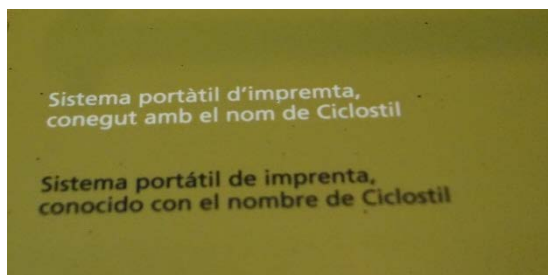 Sistema portàtil d'impremta,
conegut amb el nom de Ciclostil
Sistema portátil de imprenta,
conocido con el nombre de Ciclostil